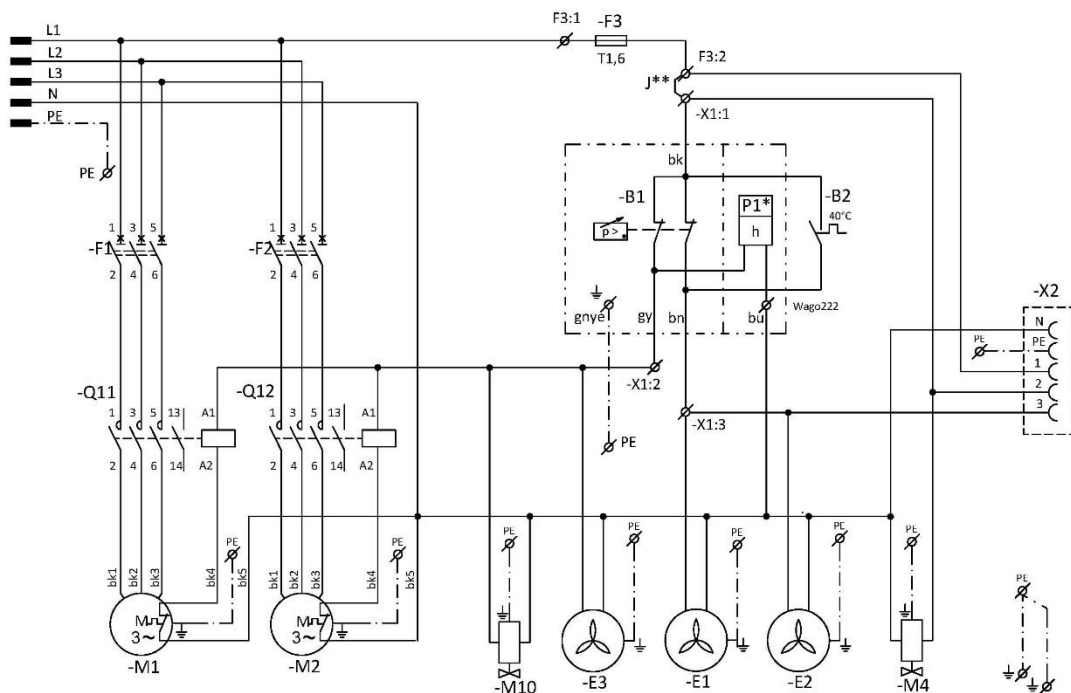 L1
F3:1
-F3
T1,6
F3:2
L2
L3
J**
N
-X1:1
PE
PE
bk
-B1
P1*
-B2
40°C
P >
h
1 3 5
1 3 5
-F1
-F2
2 4 6
2 4 6
-X2
Wago222
gnye
gy
bn
bu
N
PE
PE
1
2
3
-X1:2
-Q11
1 3 5 13 A1
-Q12
1 3 5 13 A1
-X1:3
PE
2 4 6 14 A2
2 4 6 14 A2
PE
PE
PE
PE
PE
PE
PE
PE
bk1
bk2
bk3
bk4
bk5
bk1
bk2
bk3
bk4
bk5
M
3~
M
3~
-M1
-M2
-M10
-E3
-E1
-E2
-M4